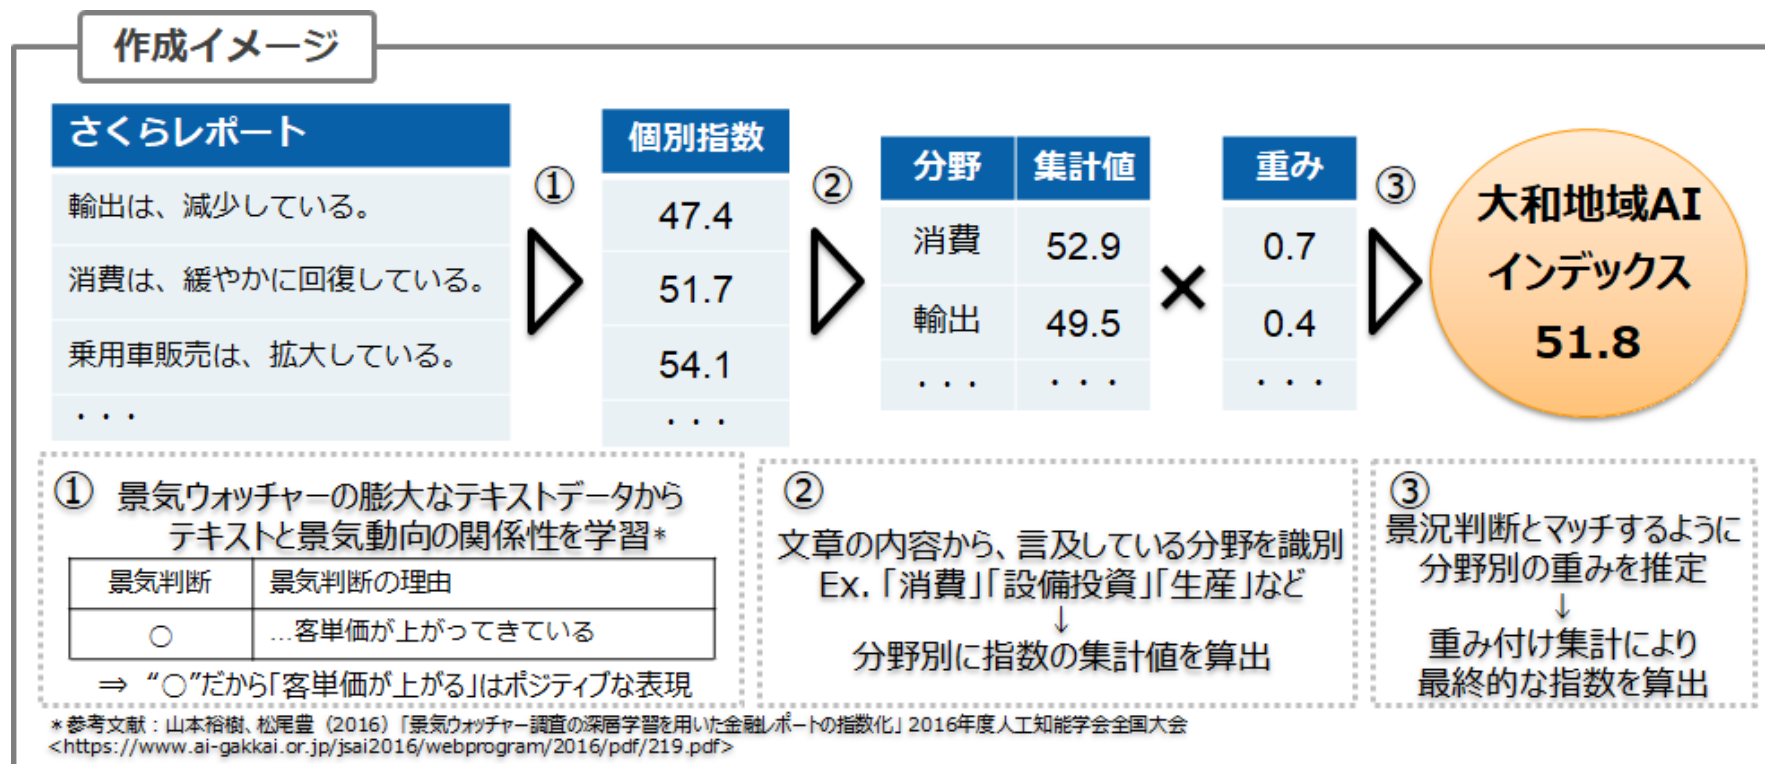 作成イメージ
さくらレポート
輸出は、減少している。
消費は、緩やかに回復している。
乗用車販売は、拡大している。
・・・
①
個別指数
47.4
51.7
54.1
・・・
②
分野 集計値
消費 52.9
輸出 49.5
・・・ ・・・
×
重み
0.7
0.4
・・・
③
大和地域AI
インデックス
51.8
① 景気ウォッチャーの膨大なテキストデータから
テキストと景気動向の関係性を学習*
景気判断 景気判断の理由
○ …客単価が上がってきている
⇒ “○”だから「客単価が上がる」はポジティブな表現
②
文章の内容から、言及している分野を識別
Ex.「消費」「設備投資」「生産」など
↓
分野別に指数の集計値を算出
③
景況判断とマッチするように
分野別の重みを推定
↓
重み付け集計により
最終的な指数を算出
*参考文献：山本裕樹、松尾豊（2016）「景気ウォッチャー調査の深層学習を用いた金融レポートの指数化」2016年度人工知能学会全国大会
<https://www.ai-gakkai.or.jp/jsai2016/webprogram/2016/pdf/219.pdf>